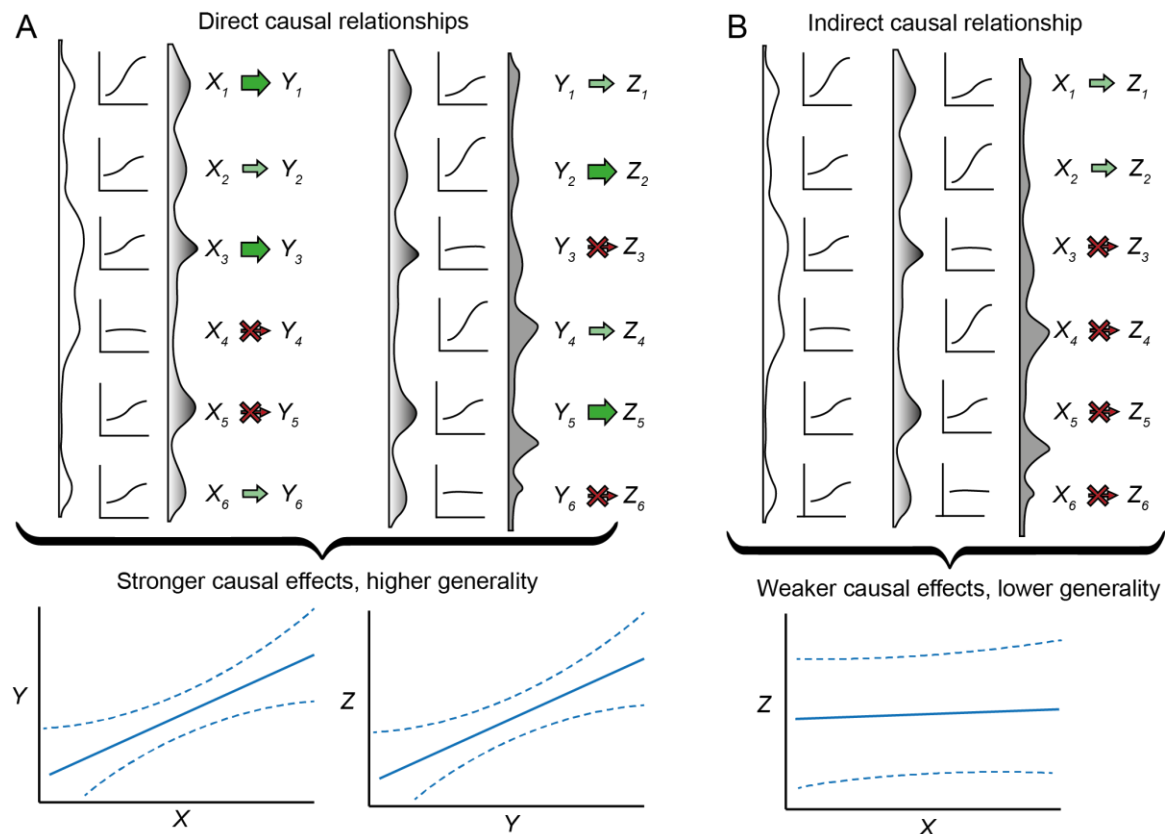 A
Direct causal relationships
X1 Y1
X2 Y2
X3 Y3
X4 Y4
X5 Y5
X6 Y6
Y1 Z1
Y2 Z2
Y3 Z3
Y4 Z4
Y5 Z5
Y6 Z6
Stronger causal effects, higher generality
Y
X
Z
Y
B
Indirect causal relationship
X1 Z1
X2 Z2
X3 Z3
X4 Z4
X5 Z5
X6 Z6
Weaker causal effects, lower generality
Z
X